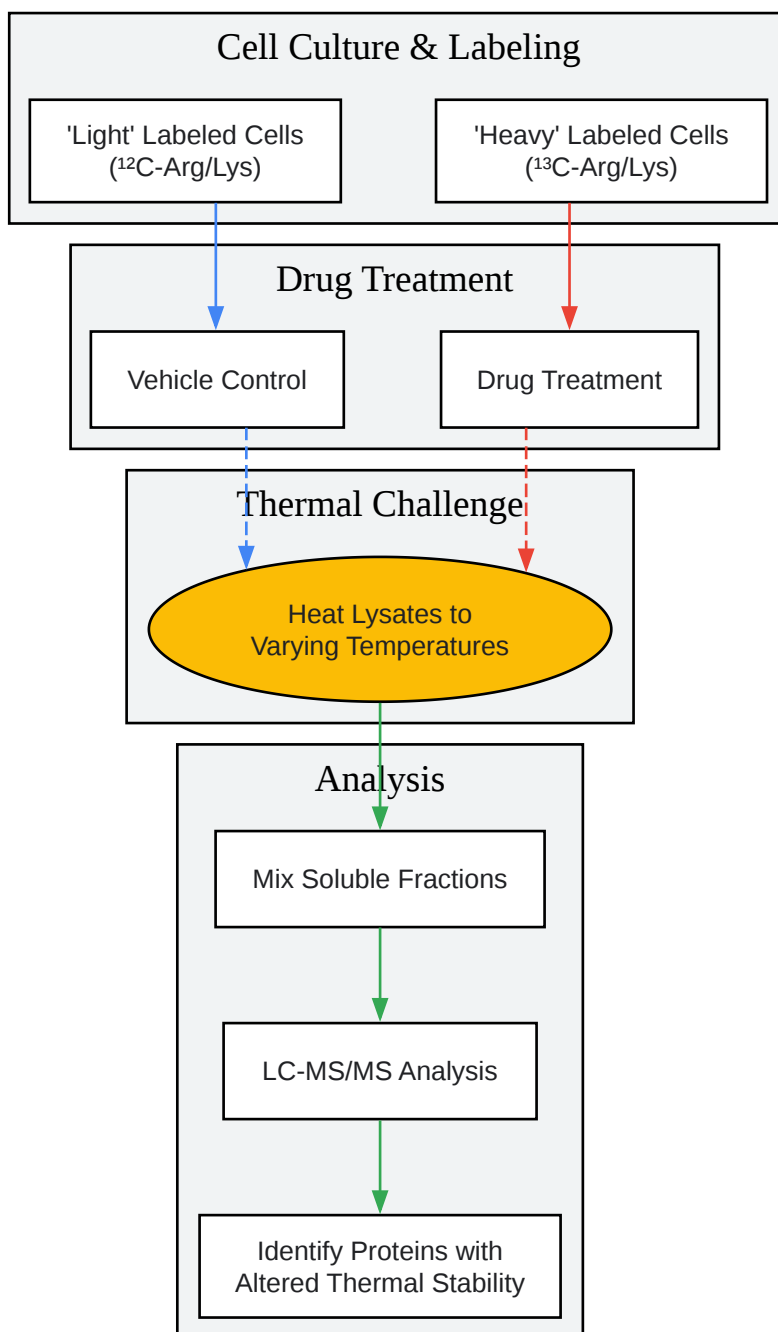 Cell Culture & Labeling
'Light' Labeled Cells
(¹²C-Arg/Lys)
'Heavy' Labeled Cells
(¹³C-Arg/Lys)
Drug Treatment
Vehicle Control
Drug Treatment
Thermal Challenge
Heat Lysates to
Varying Temperatures
Analysis
Mix Soluble Fractions
LC-MS/MS Analysis
Identify Proteins with
Altered Thermal Stability